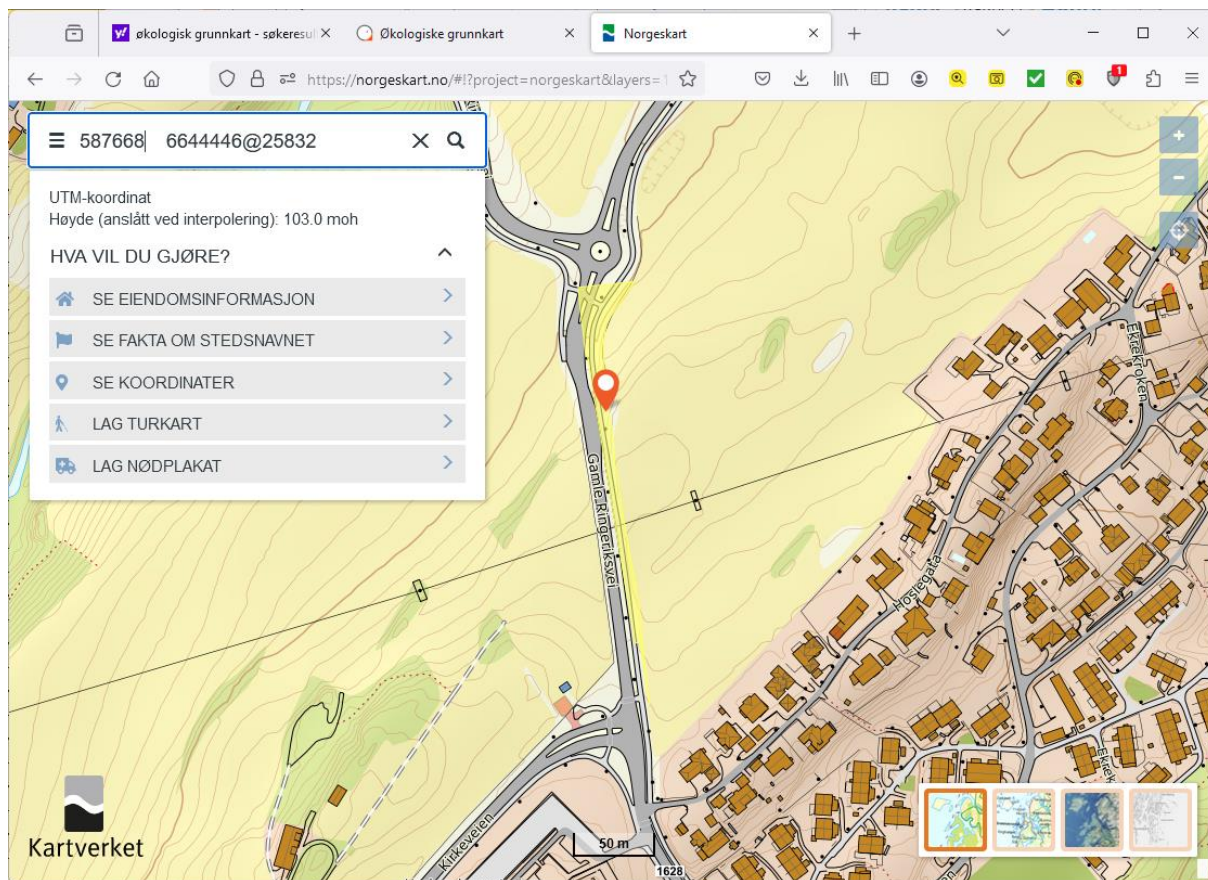 økologisk grunnkart - søkeresul
Økologiske grunnkart
Norgeskart
https://norgeskart.no/#!?project=norgeskart&layers=1
587668 6644446@25832
UTM-koordinat
Høyde (anslått ved interpolering): 103.0 moh
HVA VIL DU GJØRE?
SE EIENDOMSINFORMASJON
SE FAKTA OM STEDSNAVNET
SE KOORDINATER
LAG TURKART
LAG NØDPLAKAT
Ekrekroken
Gamle Ringeriksvei
Hoslegata
Kirkeveien
50 m
1628
Kartverket